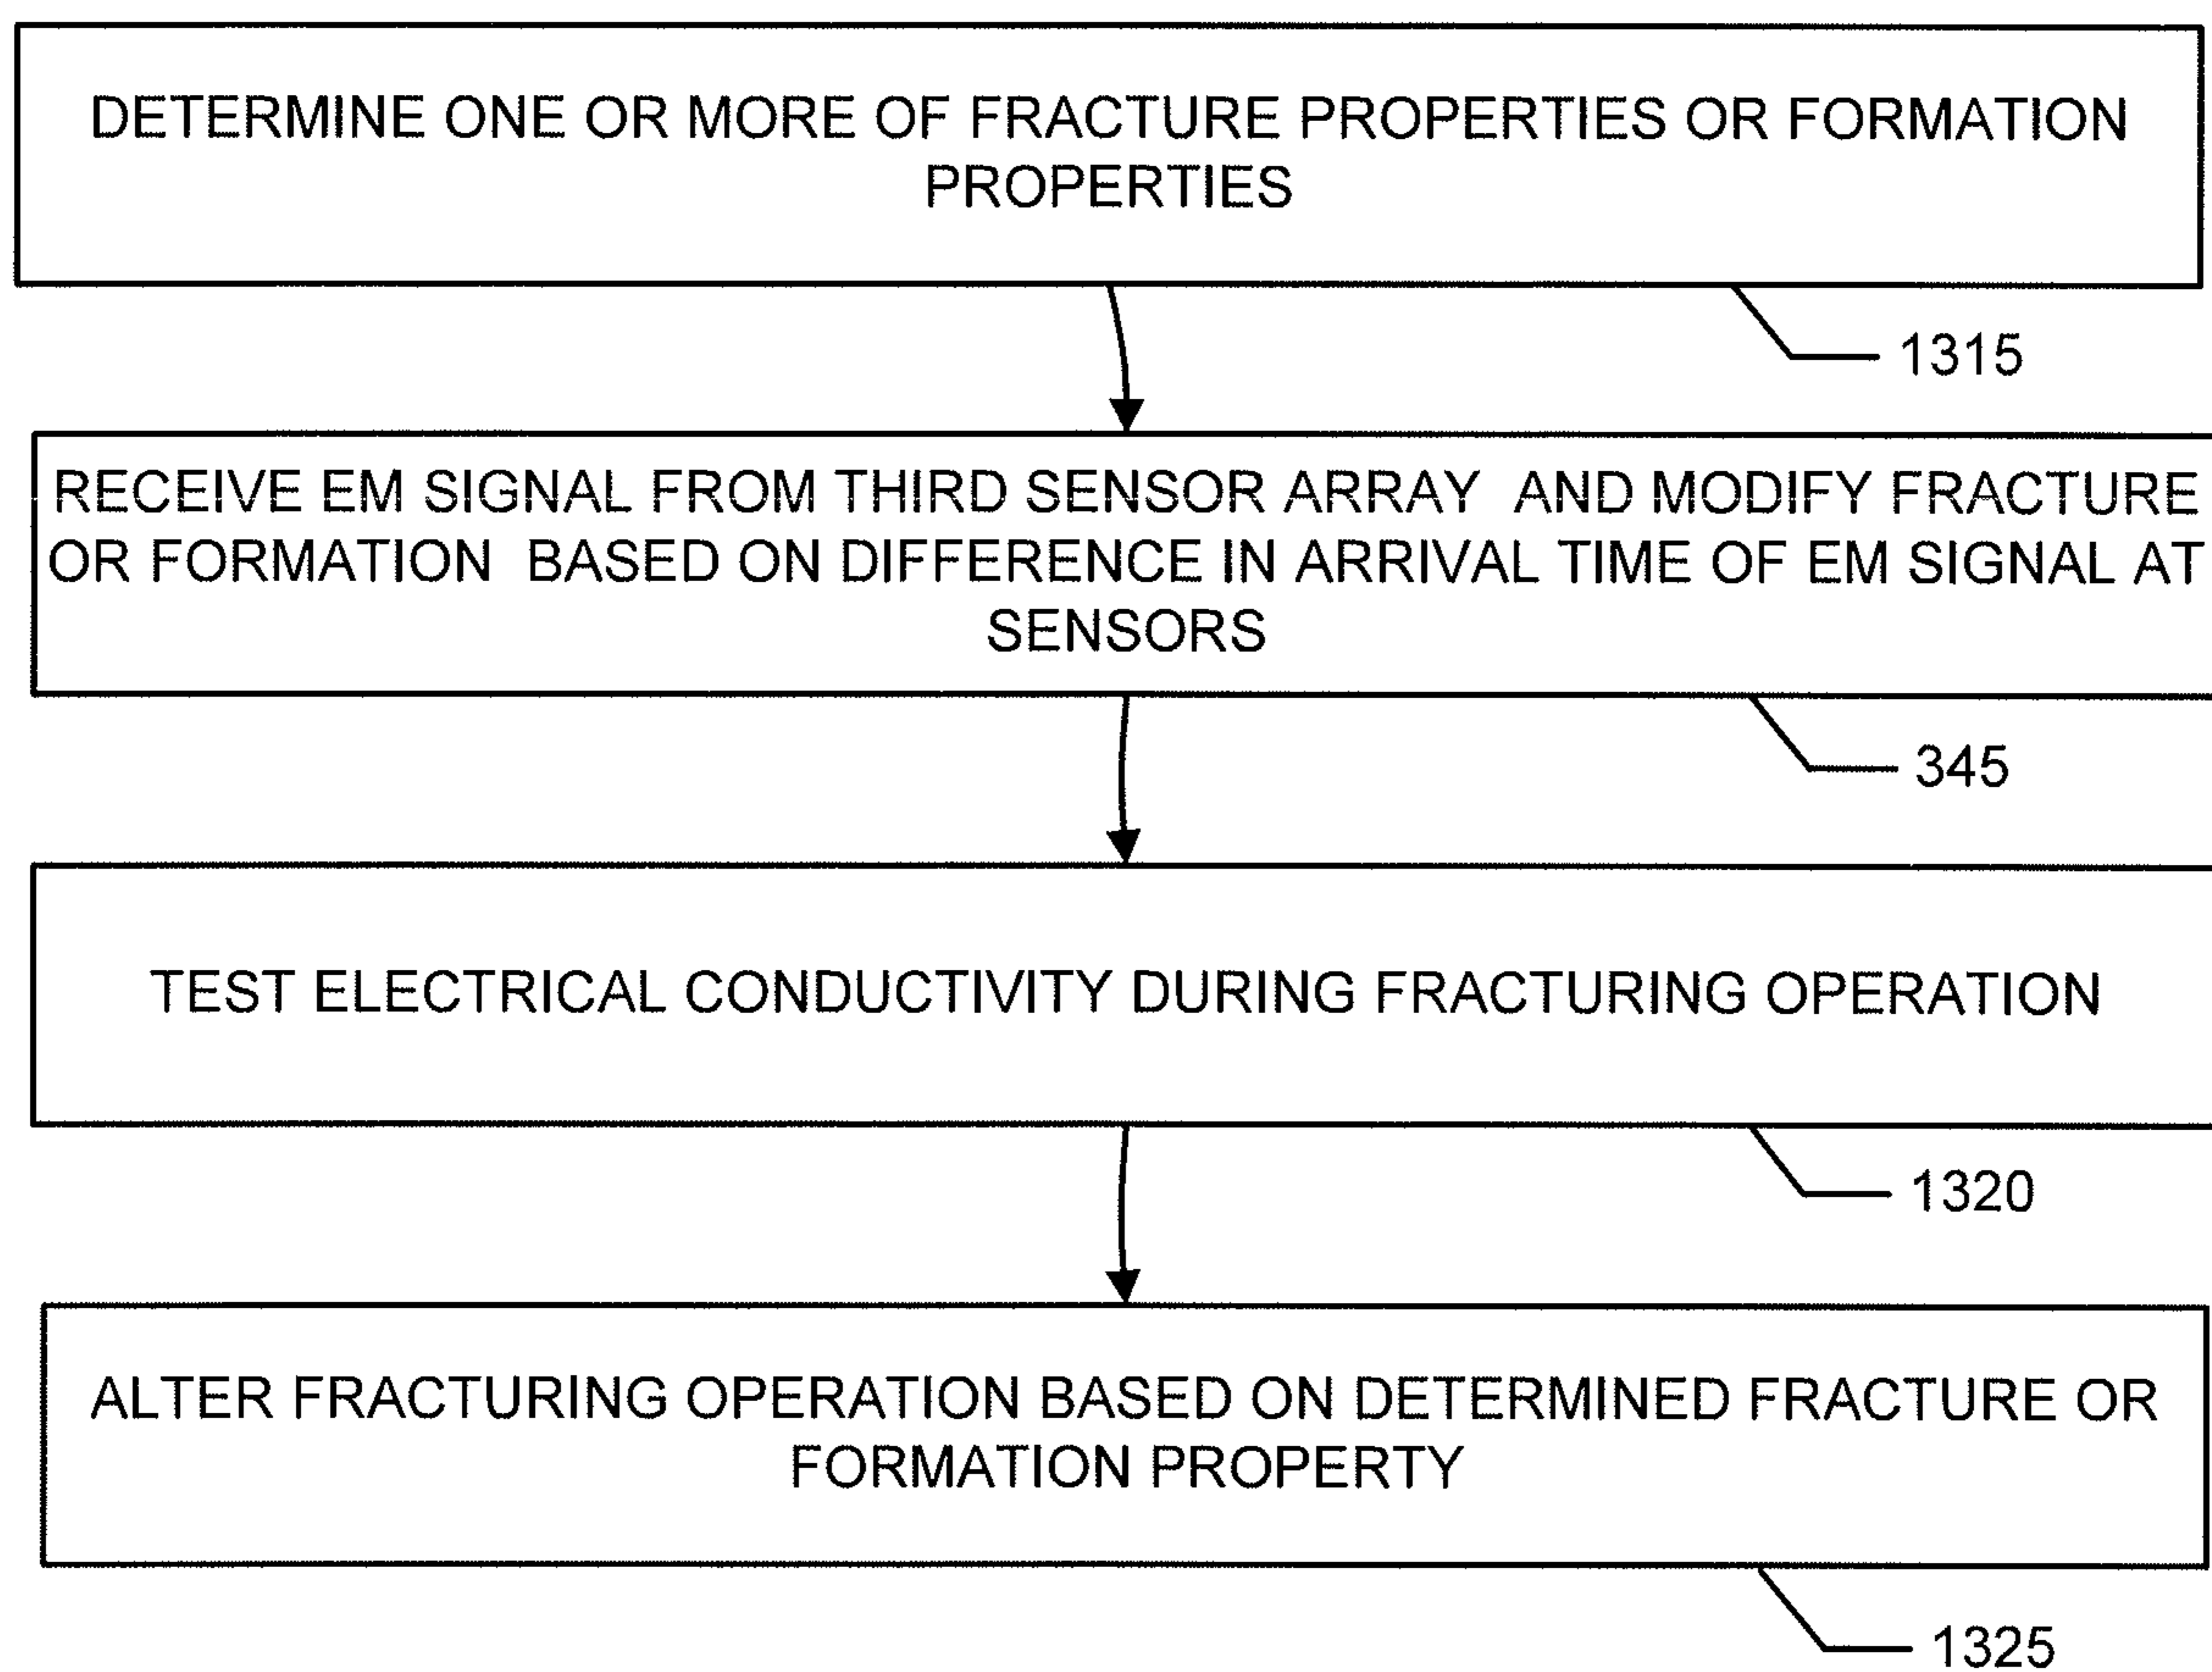 DETERMINE ONE OR MORE OF FRACTURE PROPERTIES OR FORMATION
PROPERTIES
1315
RECEIVE EM SIGNAL FROM THIRD SENSOR ARRAY AND MODIFY FRACTURE
OR FORMATION BASED ON DIFFERENCE IN ARRIVAL TIME OF EM SIGNAL AT
SENSORS
345
TEST ELECTRICAL CONDUCTIVITY DURING FRACTURING OPERATION
1320
ALTER FRACTURING OPERATION BASED ON DETERMINED FRACTURE OR
FORMATION PROPERTY
1325